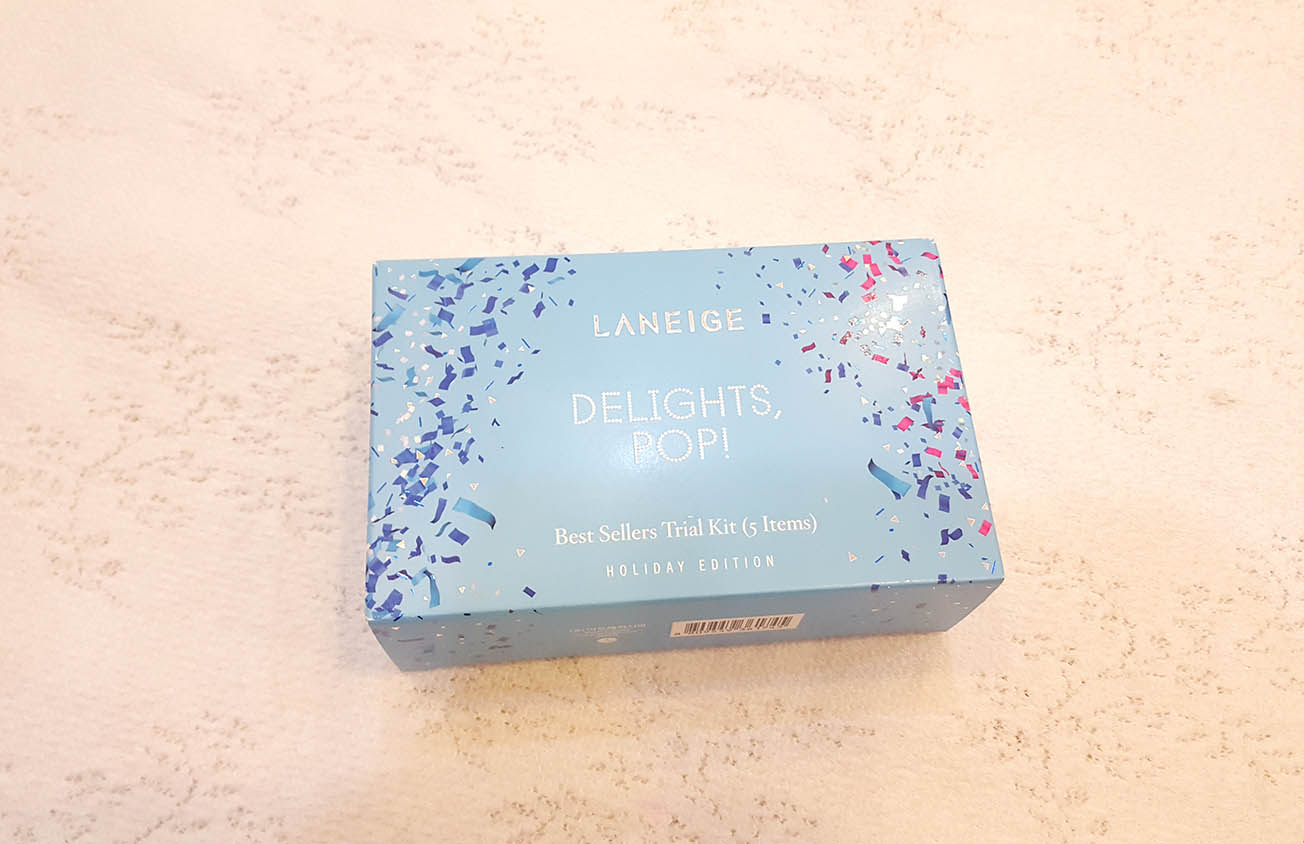 LANEIGE
DELIGHTS,
POP!
Best Sellers Trial Kit (5 Items)
HOLIDAY EDITION